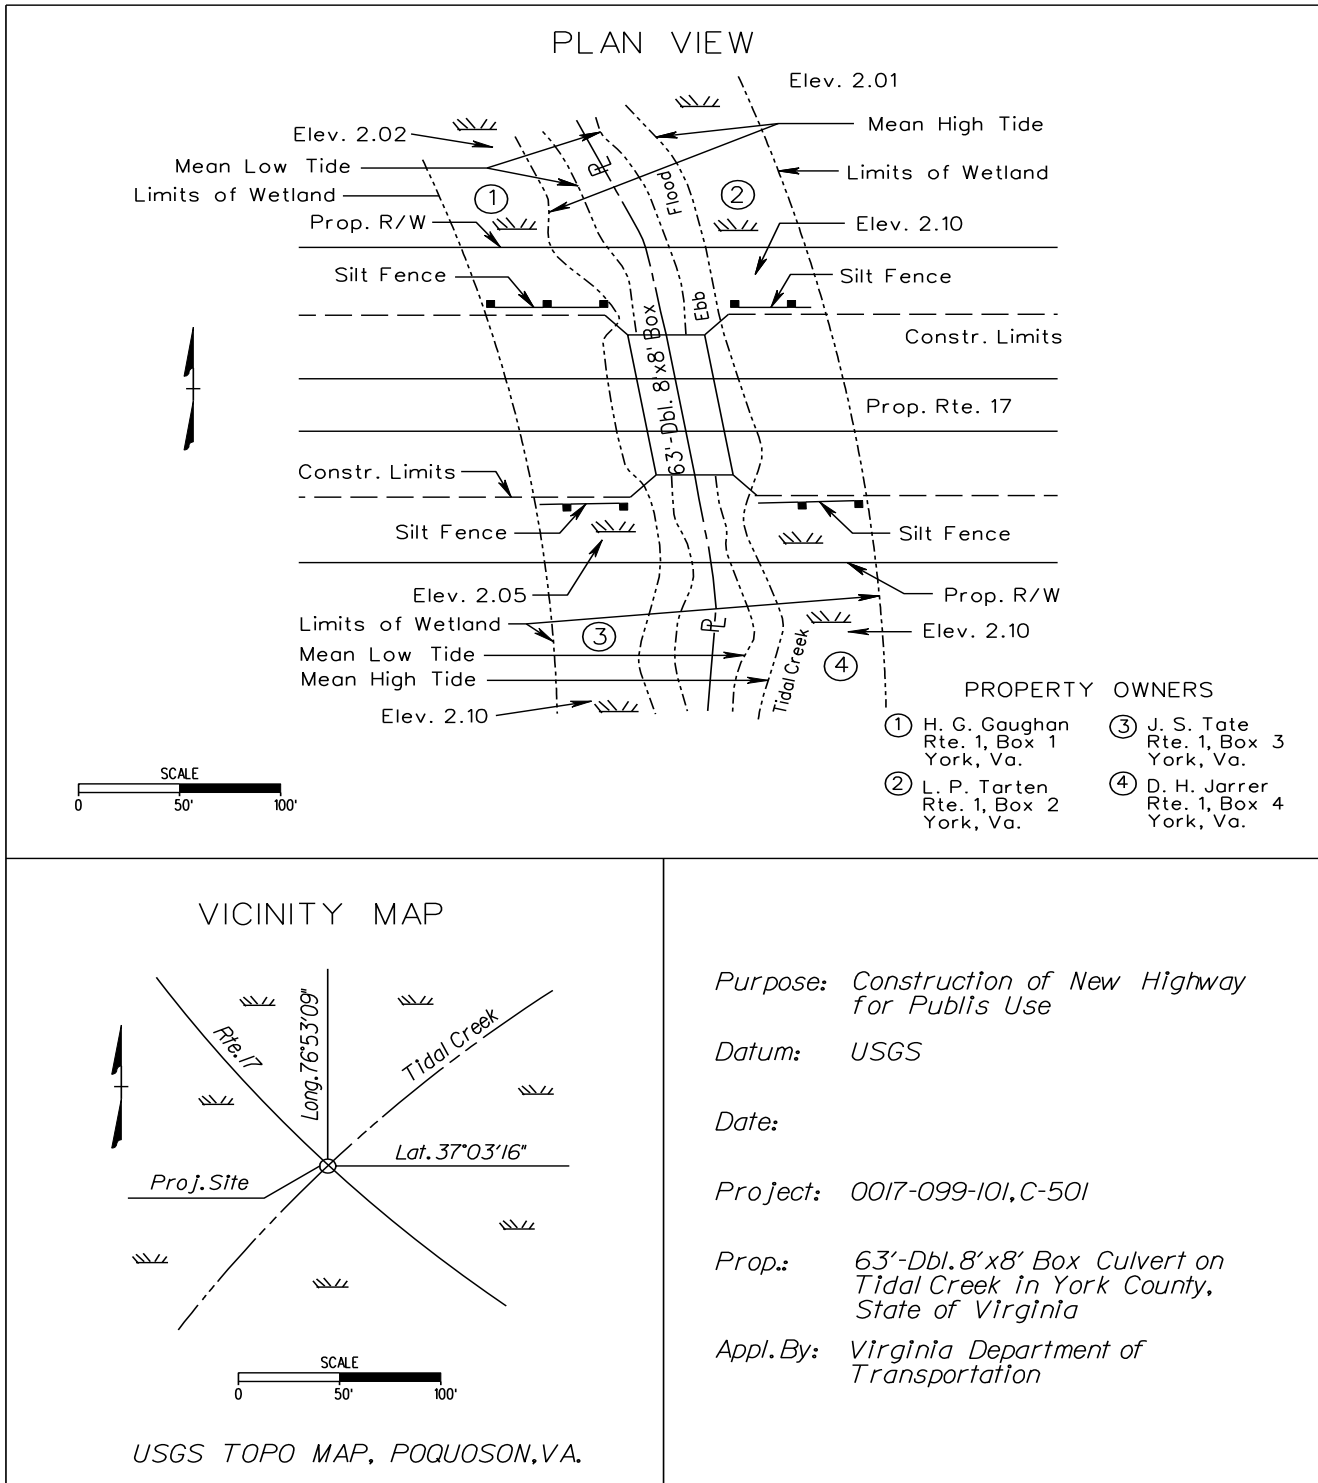 PLAN VIEW
Elev. 2.01
Elev. 2.02
Mean High Tide
Mean Low Tide
Limits of Wetland
Limits of Wetland
PL
Flood
1
2
Prop. R/W
Elev. 2.10
Silt Fence
Silt Fence
Ebb
Constr. Limits
63'-Dbl. 8'x8' Box
Prop. Rte. 17
Constr. Limits
Silt Fence
Silt Fence
Elev. 2.05
Prop. R/W
Limits of Wetland
3
PL
Elev. 2.10
Mean Low Tide
Tidal Creek
4
Mean High Tide
Elev. 2.10
PROPERTY OWNERS
1 H. G. Gaughan
Rte. 1, Box 1
York, Va.
2 L. P. Tarten
Rte. 1, Box 2
York, Va.
3 J. S. Tate
Rte. 1, Box 3
York, Va.
4 D. H. Jarrer
Rte. 1, Box 4
York, Va.
SCALE
0 50' 100'
VICINITY MAP
Rte. 17
Long. 76°53'09"
Tidal Creek
Lat. 37°03'16"
Proj. Site
SCALE
0 50' 100'
USGS TOPO MAP, POQUOSON, VA.
Purpose: Construction of New Highway
for Publis Use
Datum: USGS
Date:
Project: 0017-099-101, C-501
Prop.: 63'-Dbl. 8'x8' Box Culvert on
Tidal Creek in York County,
State of Virginia
Appl. By: Virginia Department of
Transportation